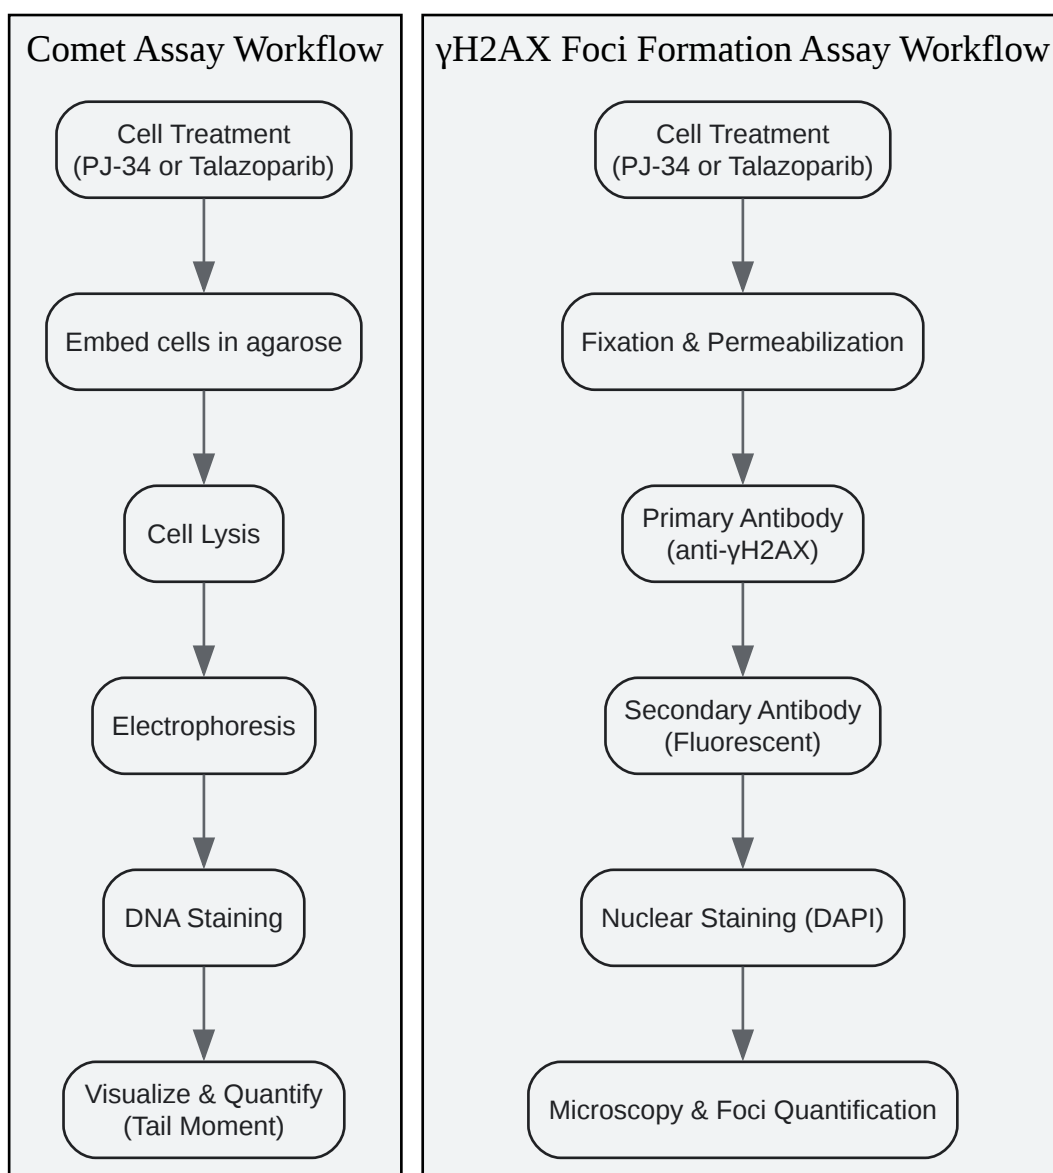 Comet Assay Workflow
Cell Treatment
(PJ-34 or Talazoparib)
Embed cells in agarose
Cell Lysis
Electrophoresis
DNA Staining
Visualize & Quantify
(Tail Moment)
γH2AX Foci Formation Assay Workflow
Cell Treatment
(PJ-34 or Talazoparib)
Fixation & Permeabilization
Primary Antibody
(anti-γH2AX)
Secondary Antibody
(Fluorescent)
Nuclear Staining (DAPI)
Microscopy & Foci Quantification